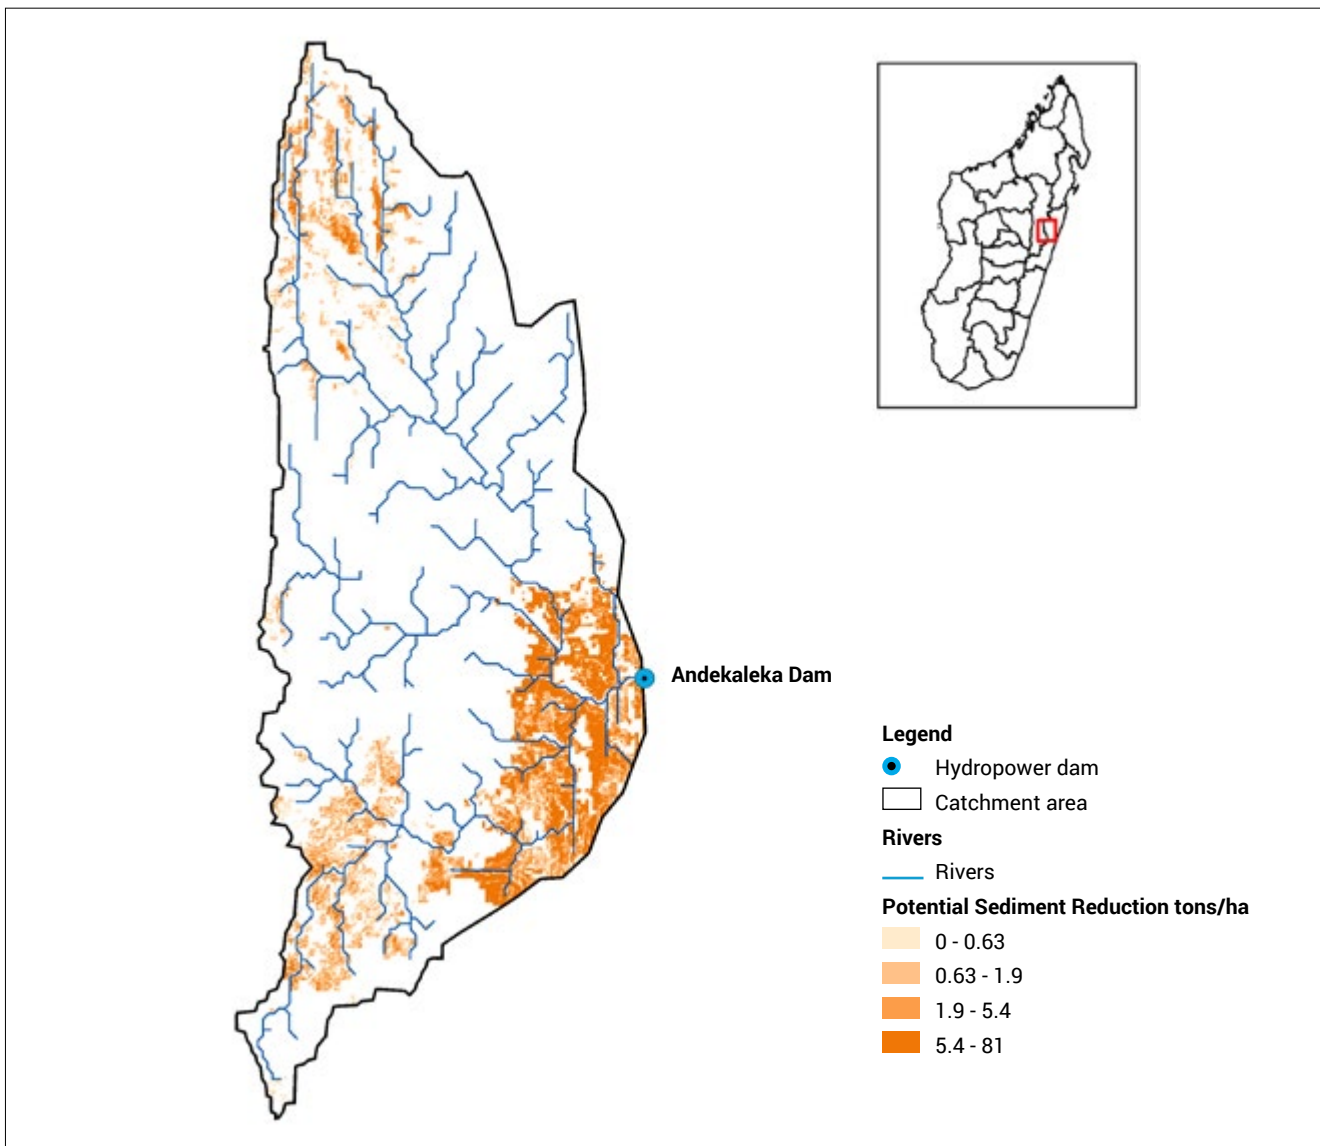 Andekaleka Dam
Legend
Hydropower dam
Catchment area
Rivers
Rivers
Potential Sediment Reduction tons/ha
0 - 0.63
0.63 - 1.9
1.9 - 5.4
5.4 - 81